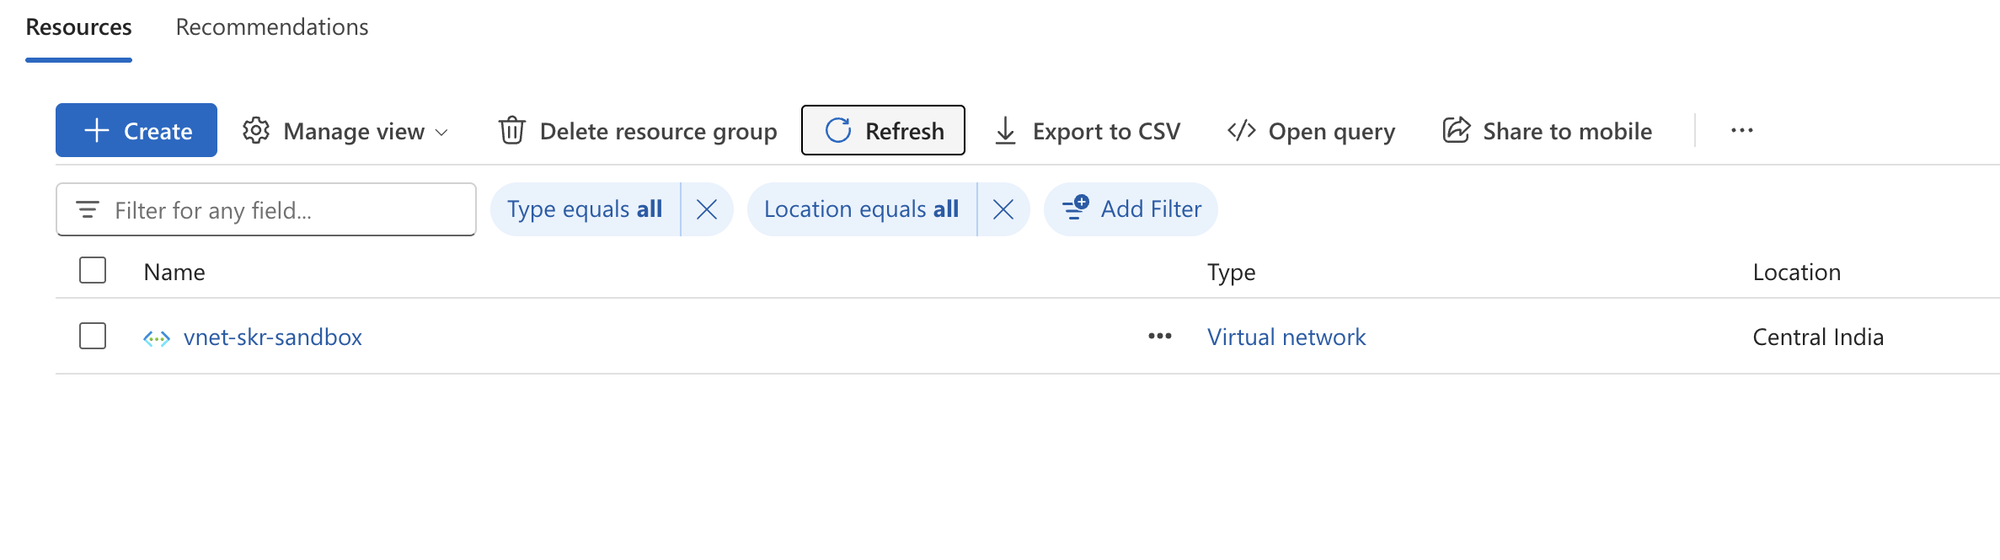 Resources Recommendations
Create Manage view Delete resource group Refresh Export to CSV Open query Share to mobile ...
Filter for any field... Type equals all Location equals all Add Filter
Name Type Location
vnet-skr-sandbox ... Virtual network Central India